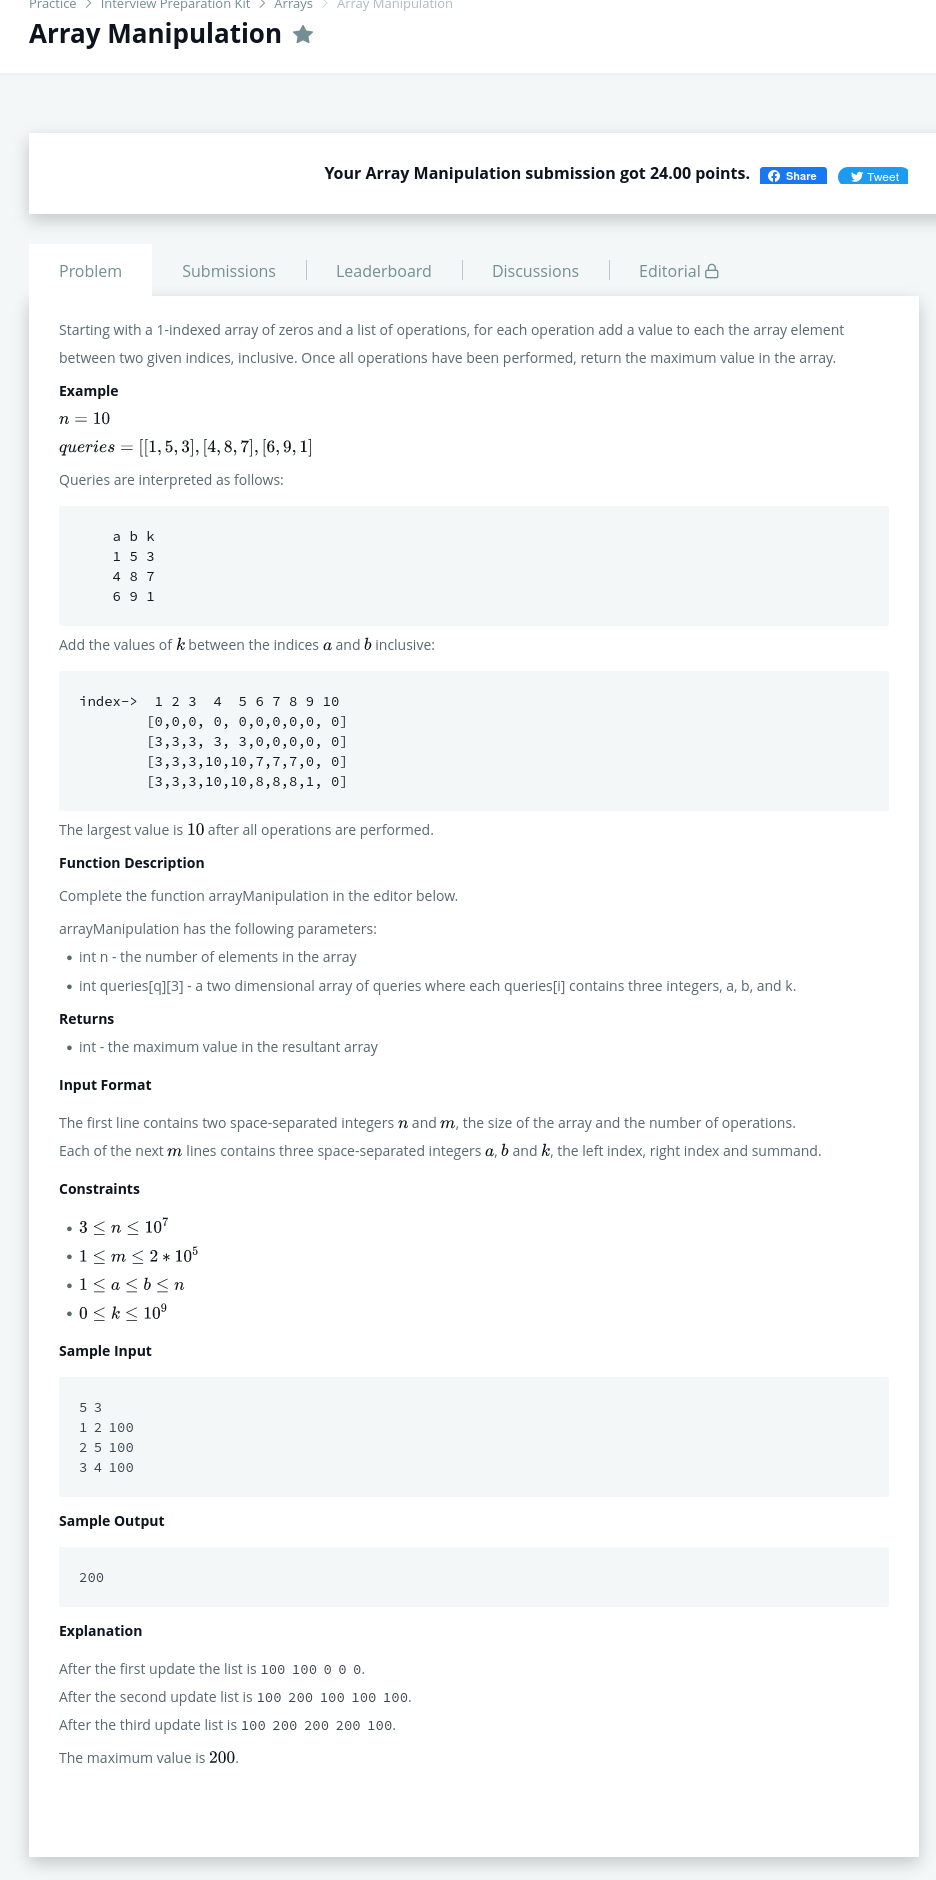 Practice > Interview Preparation Kit > Arrays > Array Manipulation
Array Manipulation ★
Your Array Manipulation submission got 24.00 points. Share Tweet
Problem Submissions Leaderboard Discussions Editorial
Starting with a 1-indexed array of zeros and a list of operations, for each operation add a value to each the array element
between two given indices, inclusive. Once all operations have been performed, return the maximum value in the array.
Example
n = 10
queries = [[1, 5, 3], [4, 8, 7], [6, 9, 1]
Queries are interpreted as follows:
a b k
1 5 3
4 8 7
6 9 1
Add the values of k between the indices a and b inclusive:
index-> 1 2 3 4 5 6 7 8 9 10
[0,0,0, 0, 0,0,0,0,0, 0]
[3,3,3, 3, 3,0,0,0,0, 0]
[3,3,3,10,10,7,7,7,0, 0]
[3,3,3,10,10,8,8,8,1, 0]
The largest value is 10 after all operations are performed.
Function Description
Complete the function arrayManipulation in the editor below.
arrayManipulation has the following parameters:
• int n - the number of elements in the array
• int queries[q][3] - a two dimensional array of queries where each queries[i] contains three integers, a, b, and k.
Returns
• int - the maximum value in the resultant array
Input Format
The first line contains two space-separated integers n and m, the size of the array and the number of operations.
Each of the next m lines contains three space-separated integers a, b and k, the left index, right index and summand.
Constraints
• 3 ≤ n ≤ 10⁷
• 1 ≤ m ≤ 2 * 10⁵
• 1 ≤ a ≤ b ≤ n
• 0 ≤ k ≤ 10⁹
Sample Input
5 3
1 2 100
2 5 100
3 4 100
Sample Output
200
Explanation
After the first update the list is 100 100 0 0 0.
After the second update list is 100 200 100 100 100.
After the third update list is 100 200 200 200 100.
The maximum value is 200.